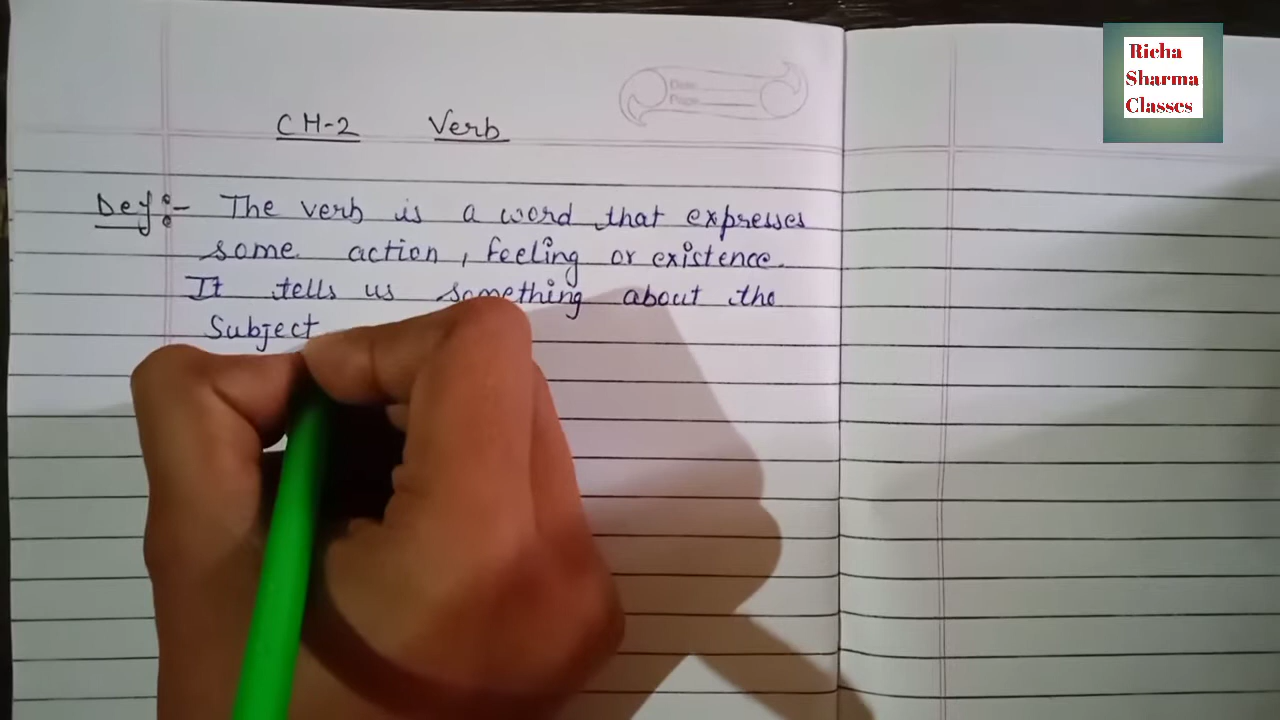 CH-2 Verb
Def:- The verb is a word that expresses
some action, feeling or existence.
It tells us something about the
Subject
Richa
Sharma
Classes